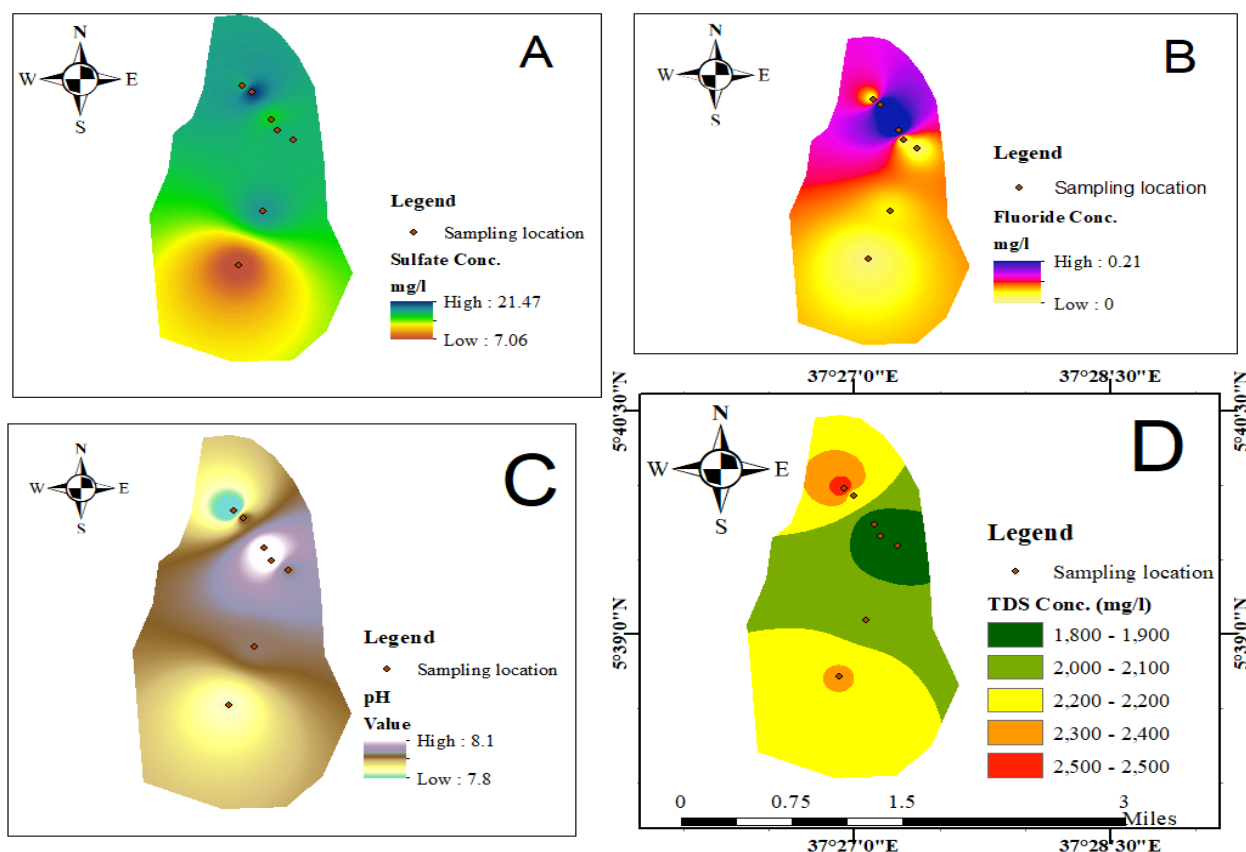 A
N
W E
S
Legend
Sampling location
Sulfate Conc.
mg/l
High : 21.47
Low : 7.06
B
N
W E
S
Legend
Sampling location
Fluoride Conc.
mg/l
High : 0.21
Low : 0
C
N
W E
S
Legend
Sampling location
pH
Value
High : 8.1
Low : 7.8
37°27'0"E 37°28'30"E
5°40'30"N 5°40'30"N
D
N
W E
S
Legend
Sampling location
TDS Conc. (mg/l)
1,800 - 1,900
2,000 - 2,100
2,200 - 2,200
2,300 - 2,400
2,500 - 2,500
5°39'0"N 5°39'0"N
0 0.75 1.5 3
Miles
37°27'0"E 37°28'30"E